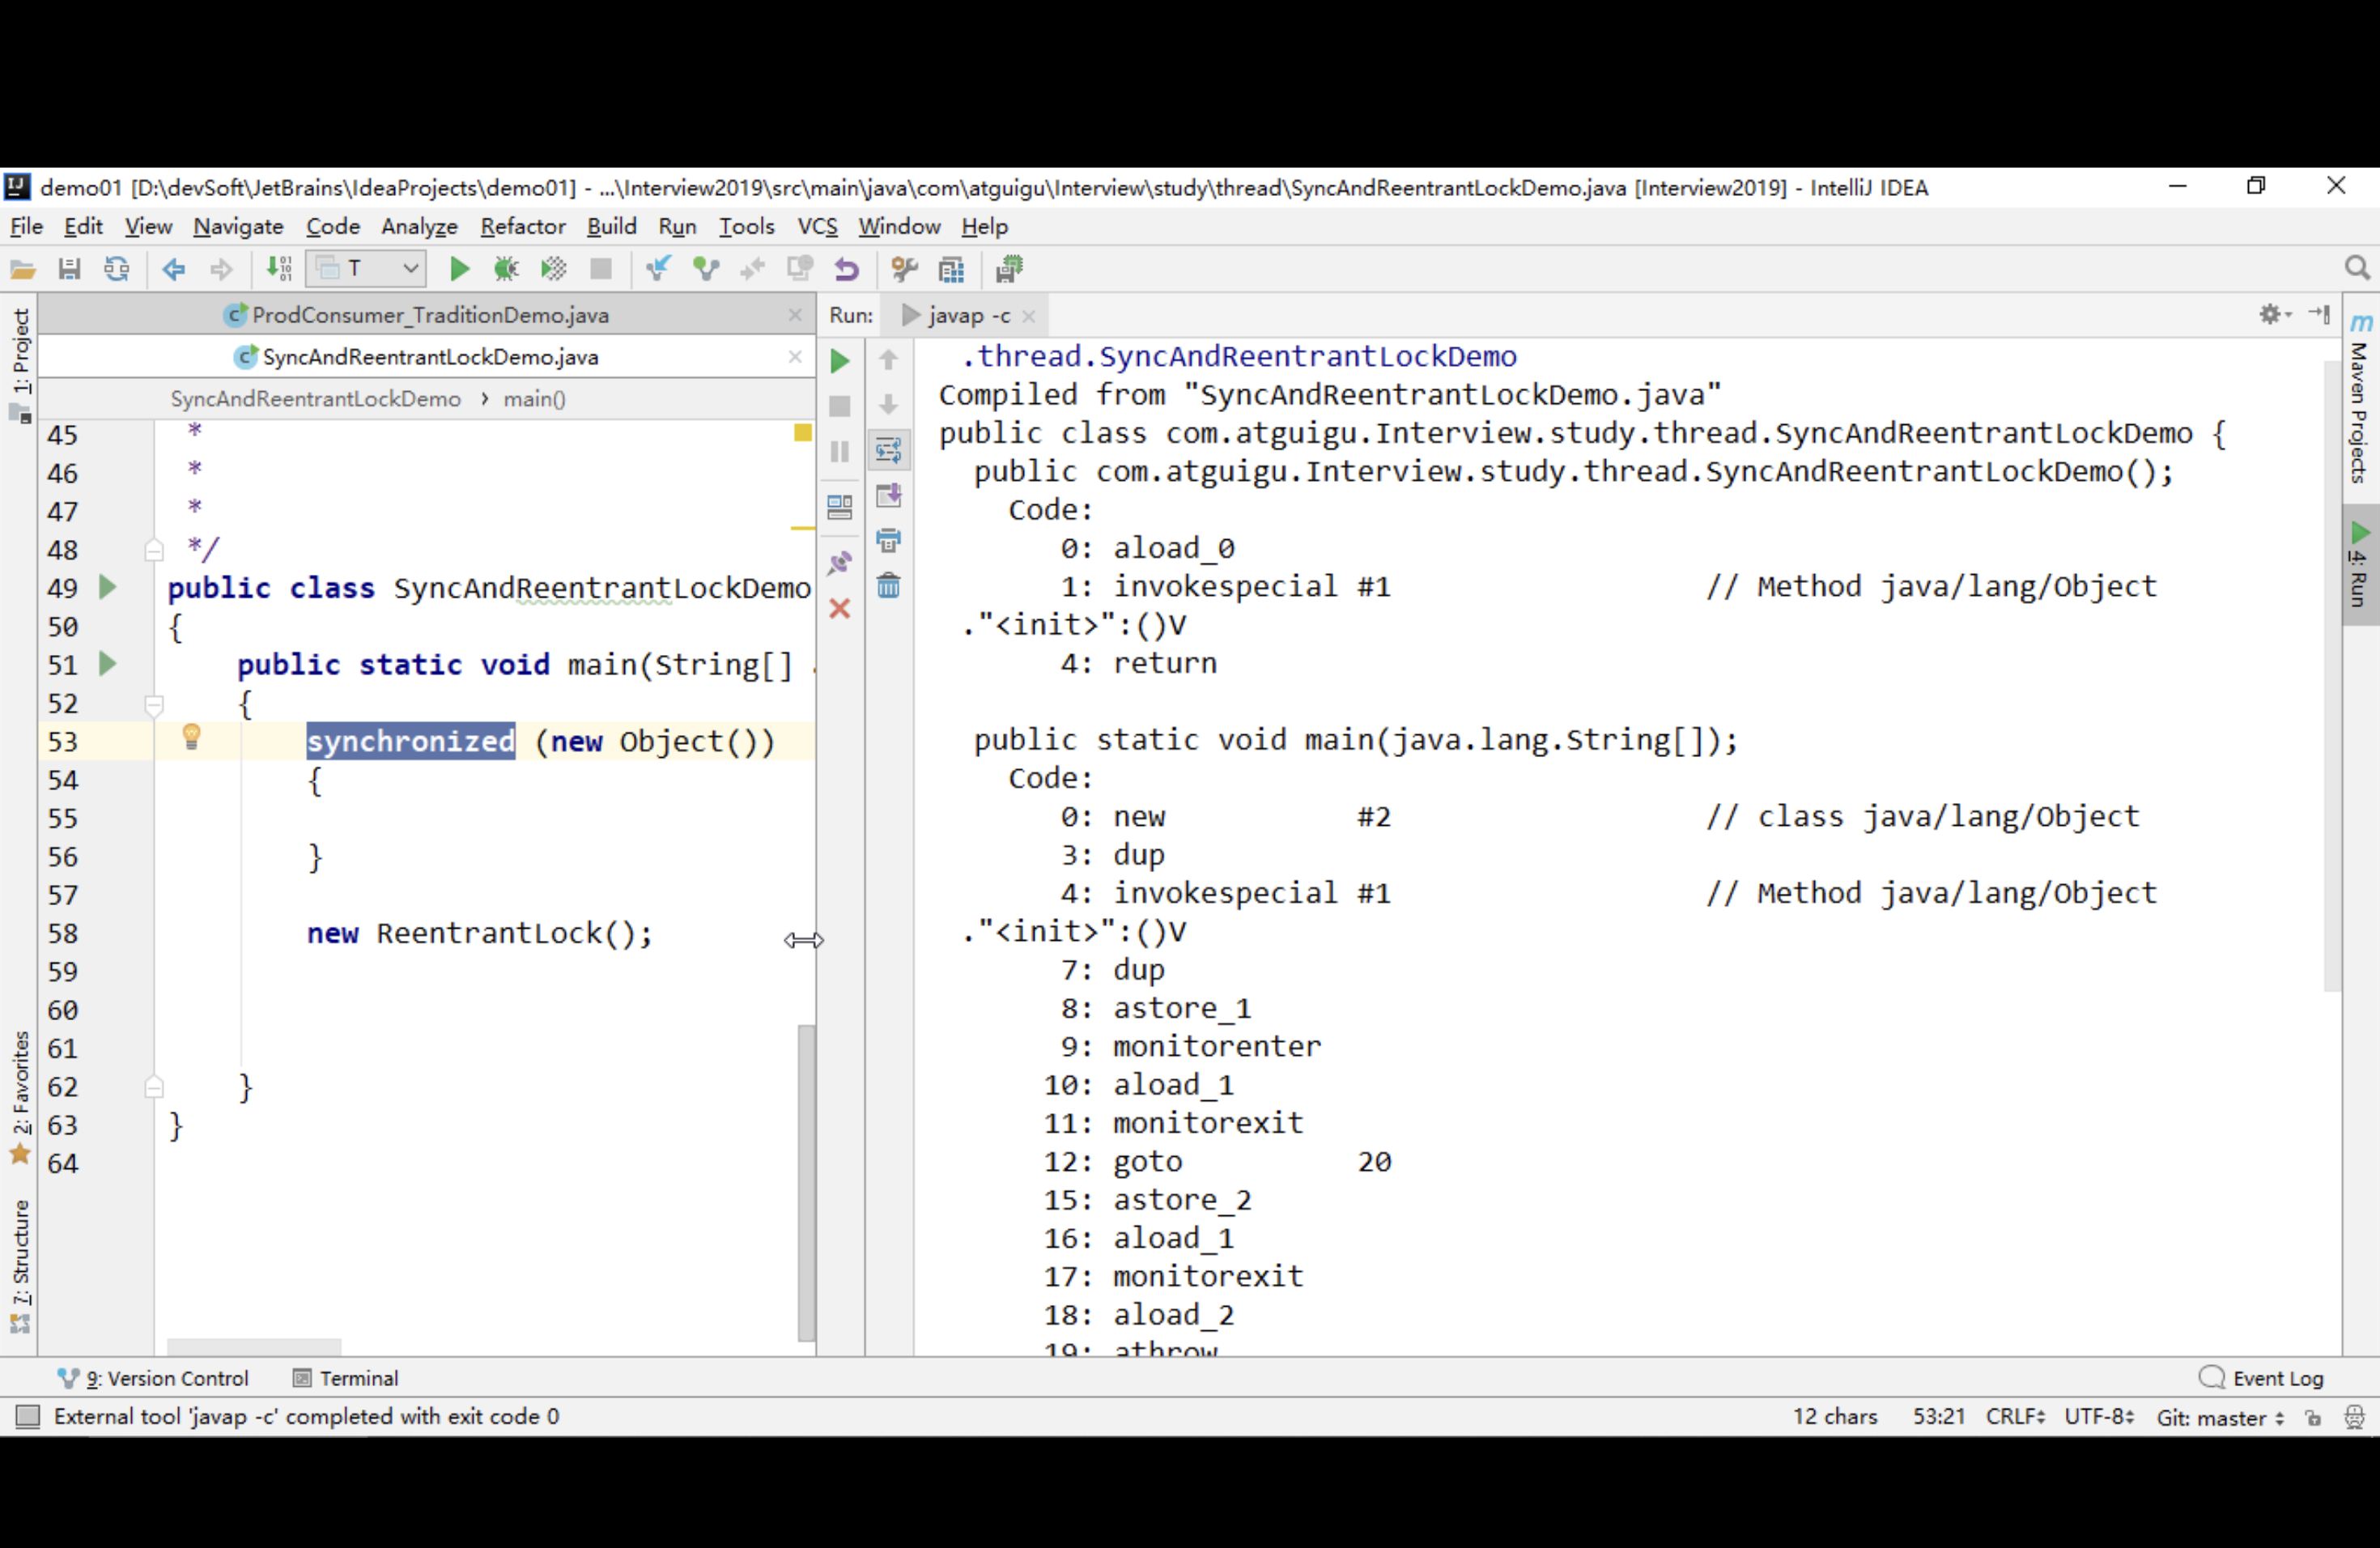 demo01 [D:\devSoft\JetBrains\IdeaProjects\demo01] - ...\Interview2019\src\main\java\com\atguigu\Interview\study\thread\SyncAndReentrantLockDemo.java [Interview2019] - IntelliJ IDEA
File Edit View Navigate Code Analyze Refactor Build Run Tools VCS Window Help
T
1: Project
2: Favorites
7: Structure
ProdConsumer_TraditionDemo.java
SyncAndReentrantLockDemo.java
SyncAndReentrantLockDemo › main()
45 *
46 *
47 *
48 */
49 public class SyncAndReentrantLockDemo
50 {
51 public static void main(String[]
52 {
53 synchronized (new Object())
54 {
55
56 }
57
58 new ReentrantLock();
59
60
61
62 }
63 }
64
Run: javap -c
.thread.SyncAndReentrantLockDemo
Compiled from "SyncAndReentrantLockDemo.java"
public class com.atguigu.Interview.study.thread.SyncAndReentrantLockDemo {
public com.atguigu.Interview.study.thread.SyncAndReentrantLockDemo();
Code:
0: aload_0
1: invokespecial #1 // Method java/lang/Object
."<init>":()V
4: return
public static void main(java.lang.String[]);
Code:
0: new #2 // class java/lang/Object
3: dup
4: invokespecial #1 // Method java/lang/Object
."<init>":()V
7: dup
8: astore_1
9: monitorenter
10: aload_1
11: monitorexit
12: goto 20
15: astore_2
16: aload_1
17: monitorexit
18: aload_2
19: athrow
Maven Projects
4: Run
9: Version Control Terminal Event Log
External tool 'javap -c' completed with exit code 0 12 chars 53:21 CRLF UTF-8 Git: master